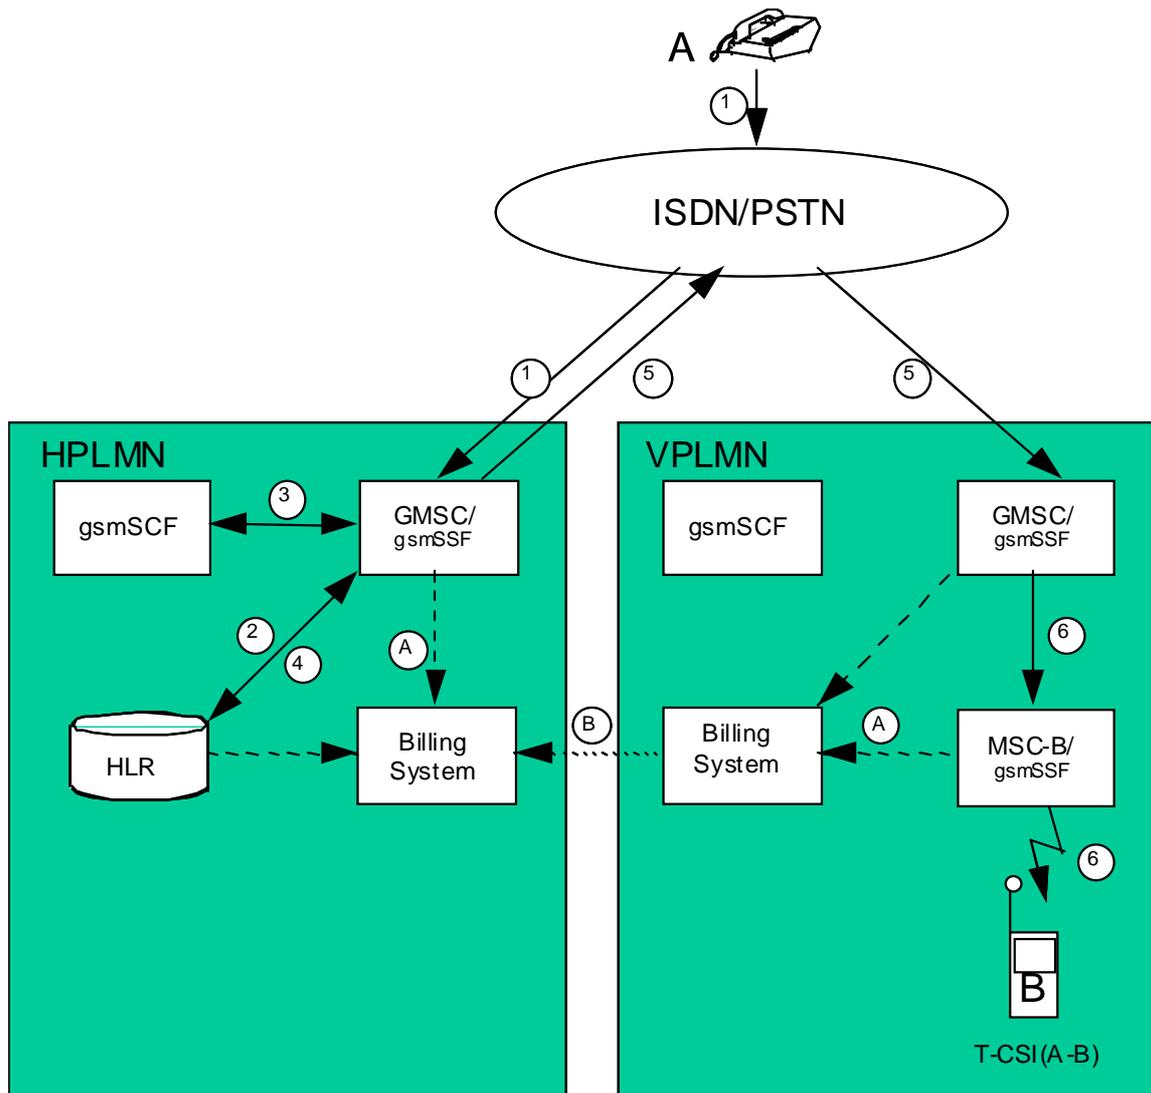 A
1
ISDN/PSTN
1
5
5
HPLMN
VPLMN
gsmSCF
3
GMSC/
gsmSSF
gsmSCF
GMSC/
gsmSSF
2
4
A
6
HLR
Billing
System
B
Billing
System
A
MSC-B/
gsmSSF
6
B
T-CSI(A-B)